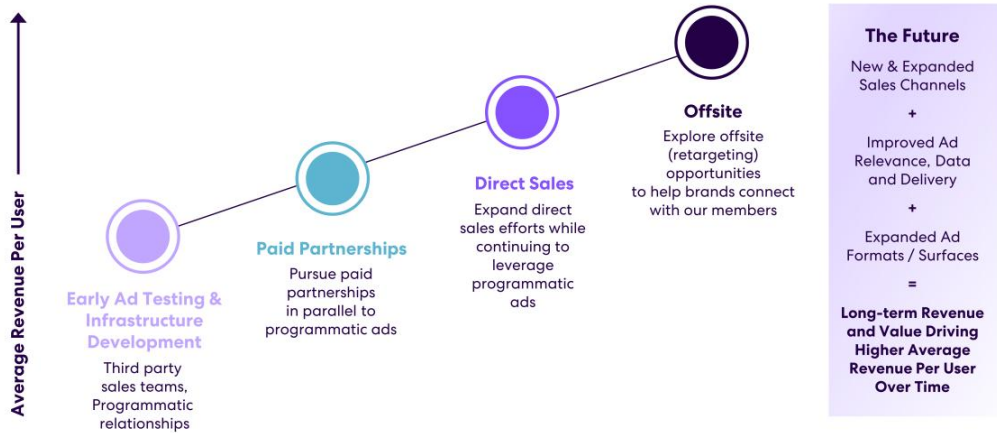 Average Revenue Per User
Early Ad Testing &
Infrastructure
Development
Third party
sales teams,
Programmatic
relationships
Paid Partnerships
Pursue paid
partnerships
in parallel to
programmatic ads
Direct Sales
Expand direct
sales efforts while
continuing to
leverage
programmatic
ads
Offsite
Explore offsite
(retargeting)
opportunities
to help brands connect
with our members
The Future
New & Expanded
Sales Channels
+
Improved Ad
Relevance, Data
and Delivery
+
Expanded Ad
Formats / Surfaces
=
Long-term Revenue
and Value Driving
Higher Average
Revenue Per User
Over Time